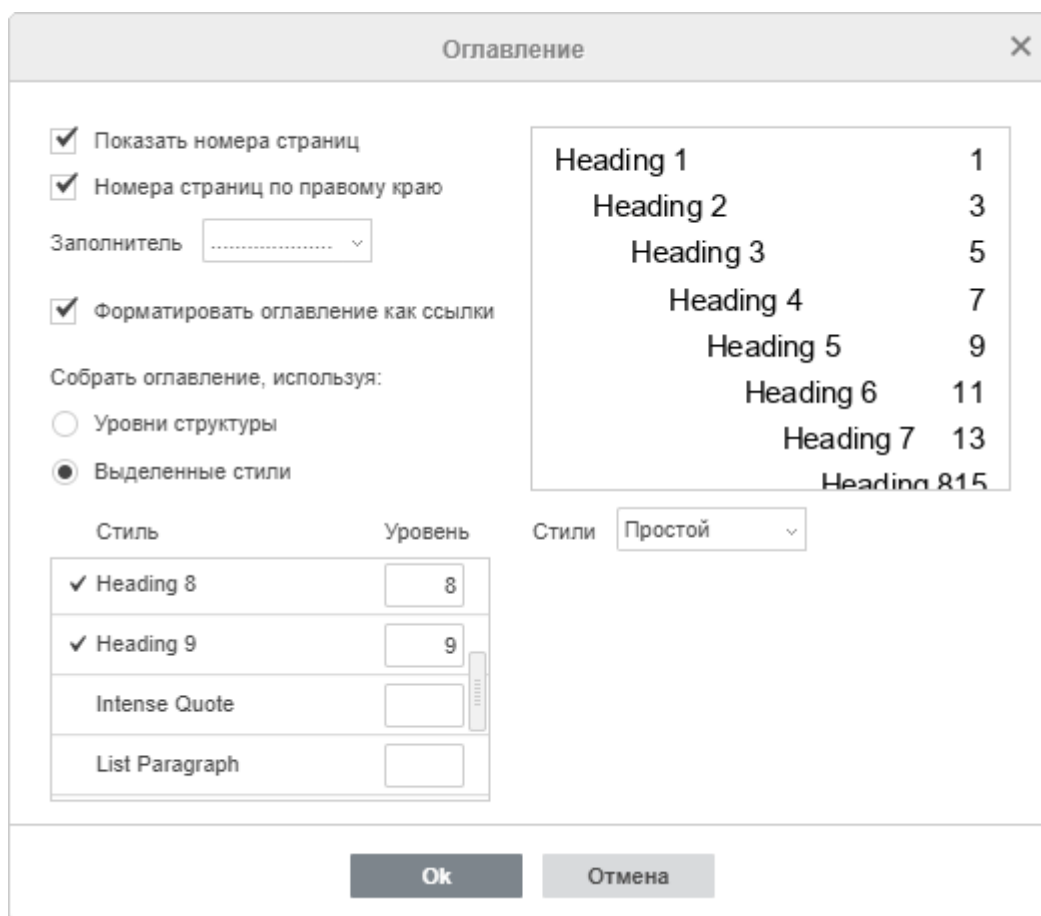 Оглавление
Показать номера страниц
Номера страниц по правому краю
Заполнитель ....................
Форматировать оглавление как ссылки
Собрать оглавление, используя:
Уровни структуры
Выделенные стили
Стиль Уровень
Heading 8 8
Heading 9 9
Intense Quote
List Paragraph
Heading 1 1
Heading 2 3
Heading 3 5
Heading 4 7
Heading 5 9
Heading 6 11
Heading 7 13
Heading 815
Стили Простой
Ok Отмена